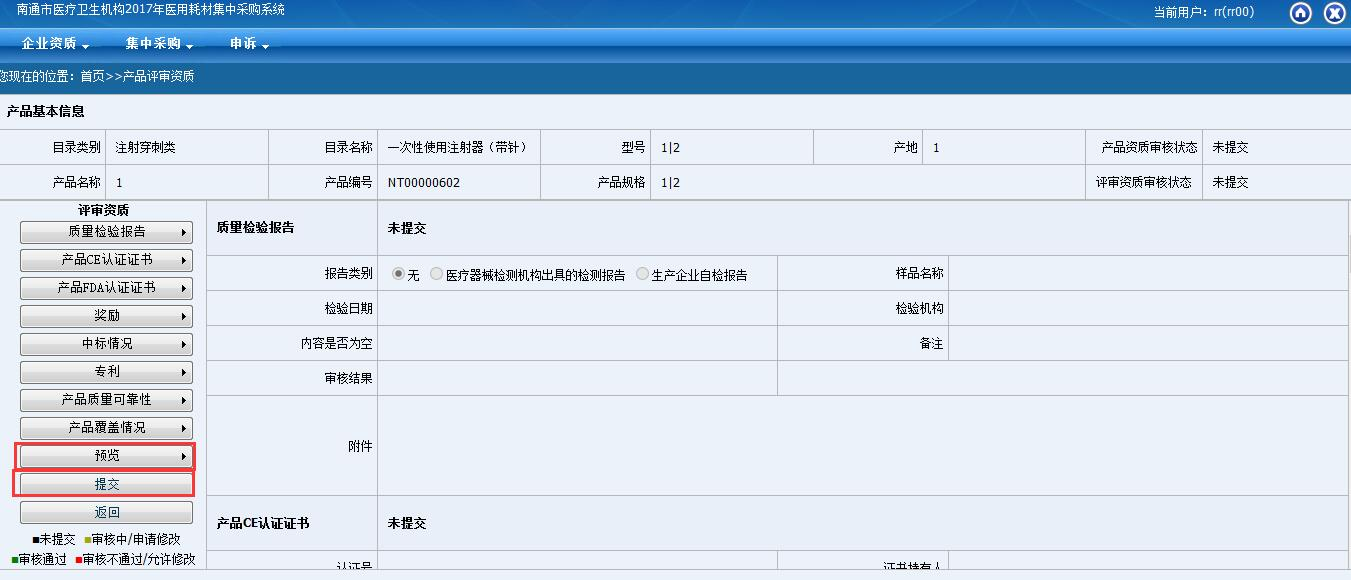 南通市医疗卫生机构2017年医用耗材集中采购系统
当前用户：rr(rr00)
企业资质 集中采购 申诉
您现在的位置：首页>>产品评审资质
产品基本信息
目录类别 注射穿刺类 目录名称 一次性使用注射器（带针） 型号 1|2 产地 1 产品资质审核状态 未提交
产品名称 1 产品编号 NT00000602 产品规格 1|2 评审资质审核状态 未提交
评审资质
质量检验报告
产品CE认证证书
产品FDA认证证书
奖励
中标情况
专利
产品质量可靠性
产品覆盖情况
预览
提交
返回
■未提交 ■审核中/申请修改
■审核通过 ■审核不通过/允许修改
质量检验报告 未提交
报告类别 无 医疗器械检测机构出具的检测报告 生产企业自检报告 样品名称
检验日期 检验机构
内容是否为空 备注
审核结果
附件
产品CE认证证书 未提交
认证号 证书持有人